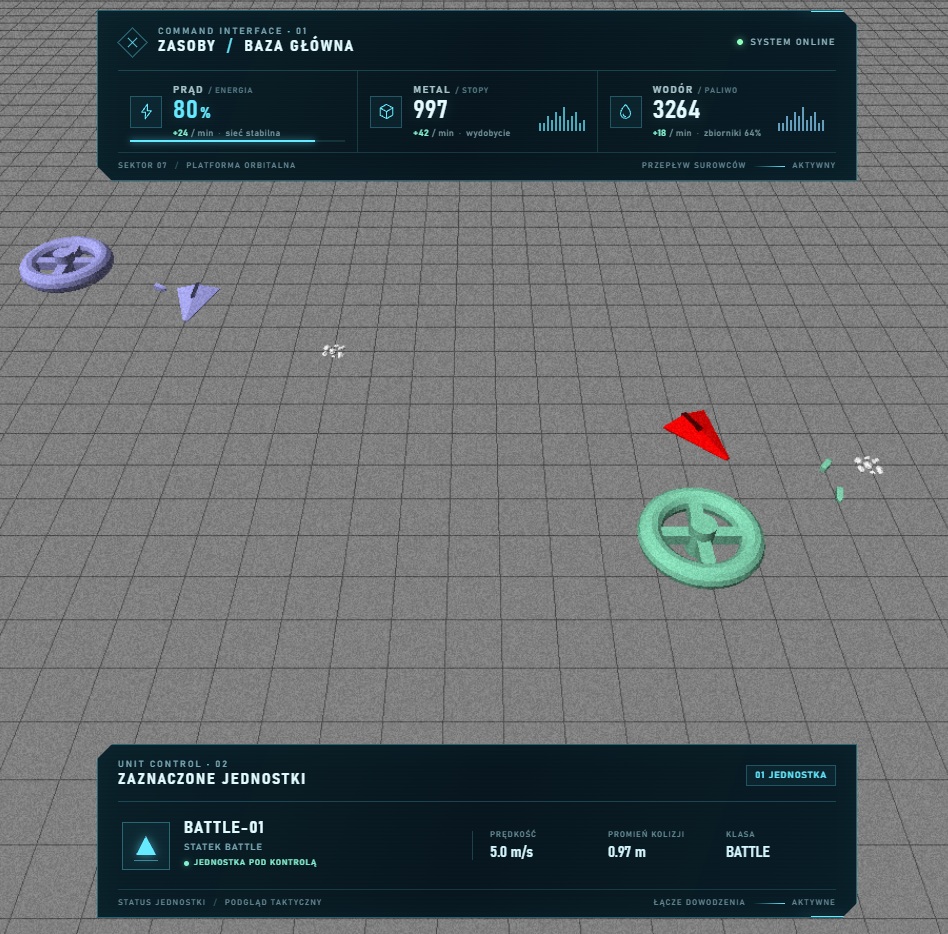 COMMAND INTERFACE · 01
ZASOBY / BAZA GŁÓWNA
SYSTEM ONLINE
PRĄD / ENERGIA
80%
+24 / min · sieć stabilna
METAL / STOPY
997
+42 / min · wydobycie
WODÓR / PALIWO
3264
+18 / min · zbiorniki 64%
SEKTOR 07 / PLATFORMA ORBITALNA
PRZEPŁYW SUROWCÓW AKTYWNY
UNIT CONTROL · 02
ZAZNACZONE JEDNOSTKI
01 JEDNOSTKA
BATTLE-01
STATEK BATTLE
JEDNOSTKA POD KONTROLĄ
PRĘDKOŚĆ
5.0 m/s
PROMIEŃ KOLIZJI
0.97 m
KLASA
BATTLE
STATUS JEDNOSTKI / PODGLĄD TAKTYCZNY
ŁĄCZE DOWODZENIA AKTYWNE